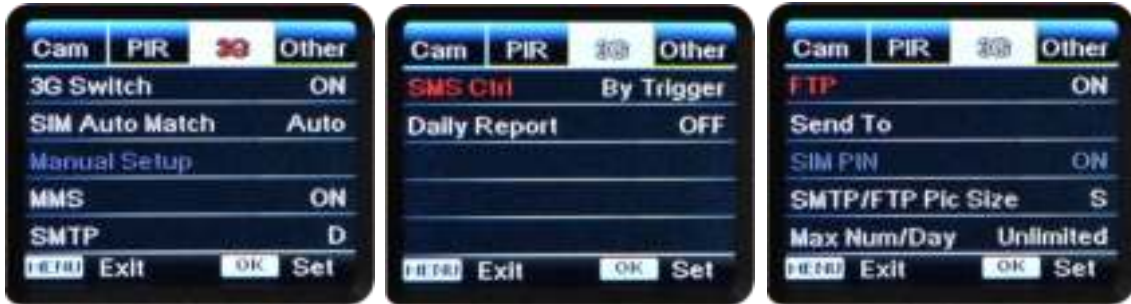 Cam PIR 3G Other
3G Switch ON
SIM Auto Match Auto
Manual Setup
MMS ON
SMTP D
MENU Exit OK Set
Cam PIR 3G Other
SMS Ctrl By Trigger
Daily Report OFF
MENU Exit OK Set
Cam PIR 3G Other
FTP ON
Send To
SIM PIN ON
SMTP/FTP Pic Size S
Max Num/Day Unlimited
MENU Exit OK Set